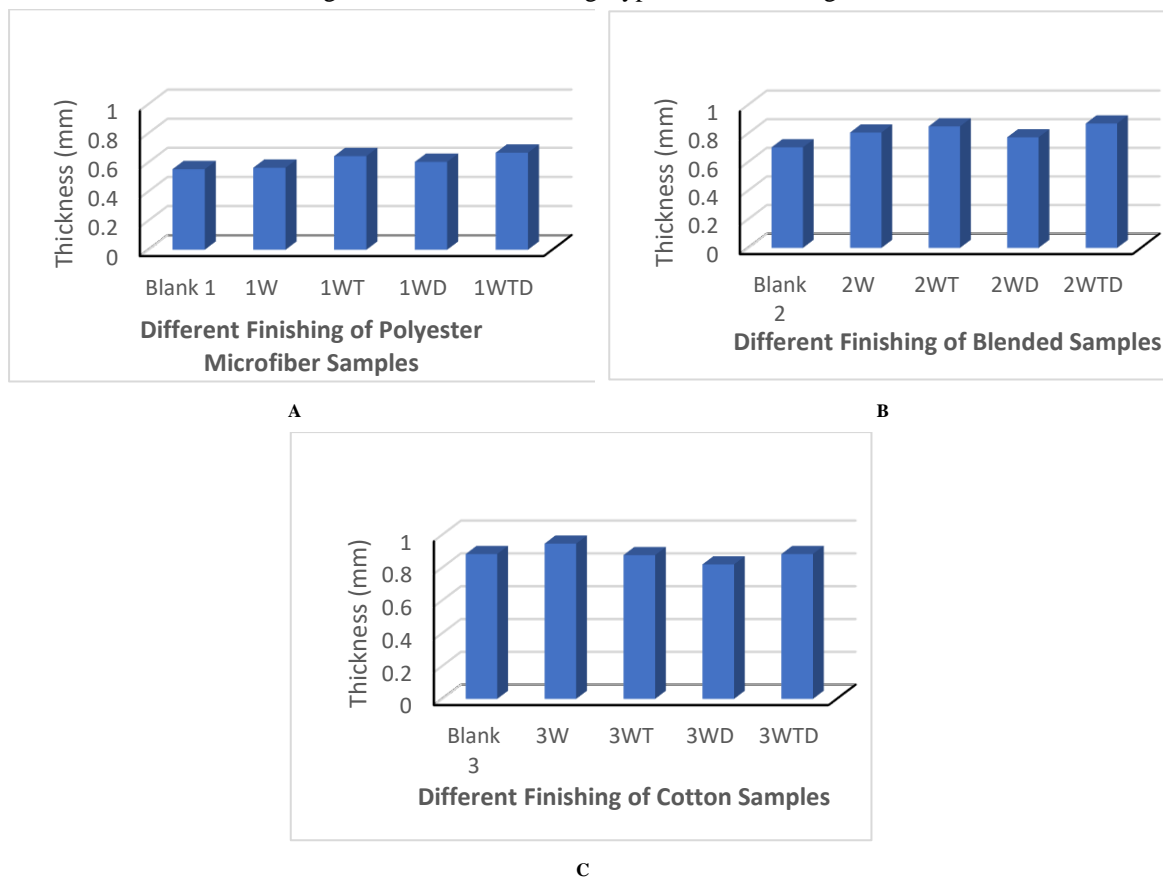 Thickness (mm)
1
0.8
0.6
0.4
0.2
0
Blank 1 1W 1WT 1WD 1WTD
Different Finishing of Polyester
Microfiber Samples
A
Thickness (mm)
1
0.8
0.6
0.4
0.2
0
Blank
2
2W 2WT 2WD 2WTD
Different Finishing of Blended Samples
B
Thickness (mm)
1
0.8
0.6
0.4
0.2
0
Blank
3
3W 3WT 3WD 3WTD
Different Finishing of Cotton Samples
C